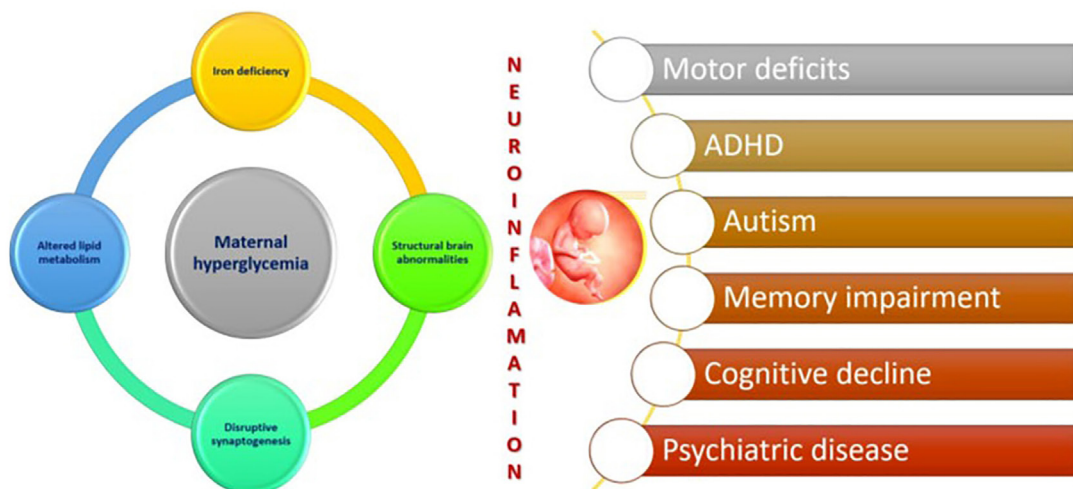 Iron deficiency
Altered lipid
metabolism
Maternal
hyperglycemia
Structural brain
abnormalities
Disruptive
synaptogenesis
NEUROINFLAMATION
Motor deficits
ADHD
Autism
Memory impairment
Cognitive decline
Psychiatric disease